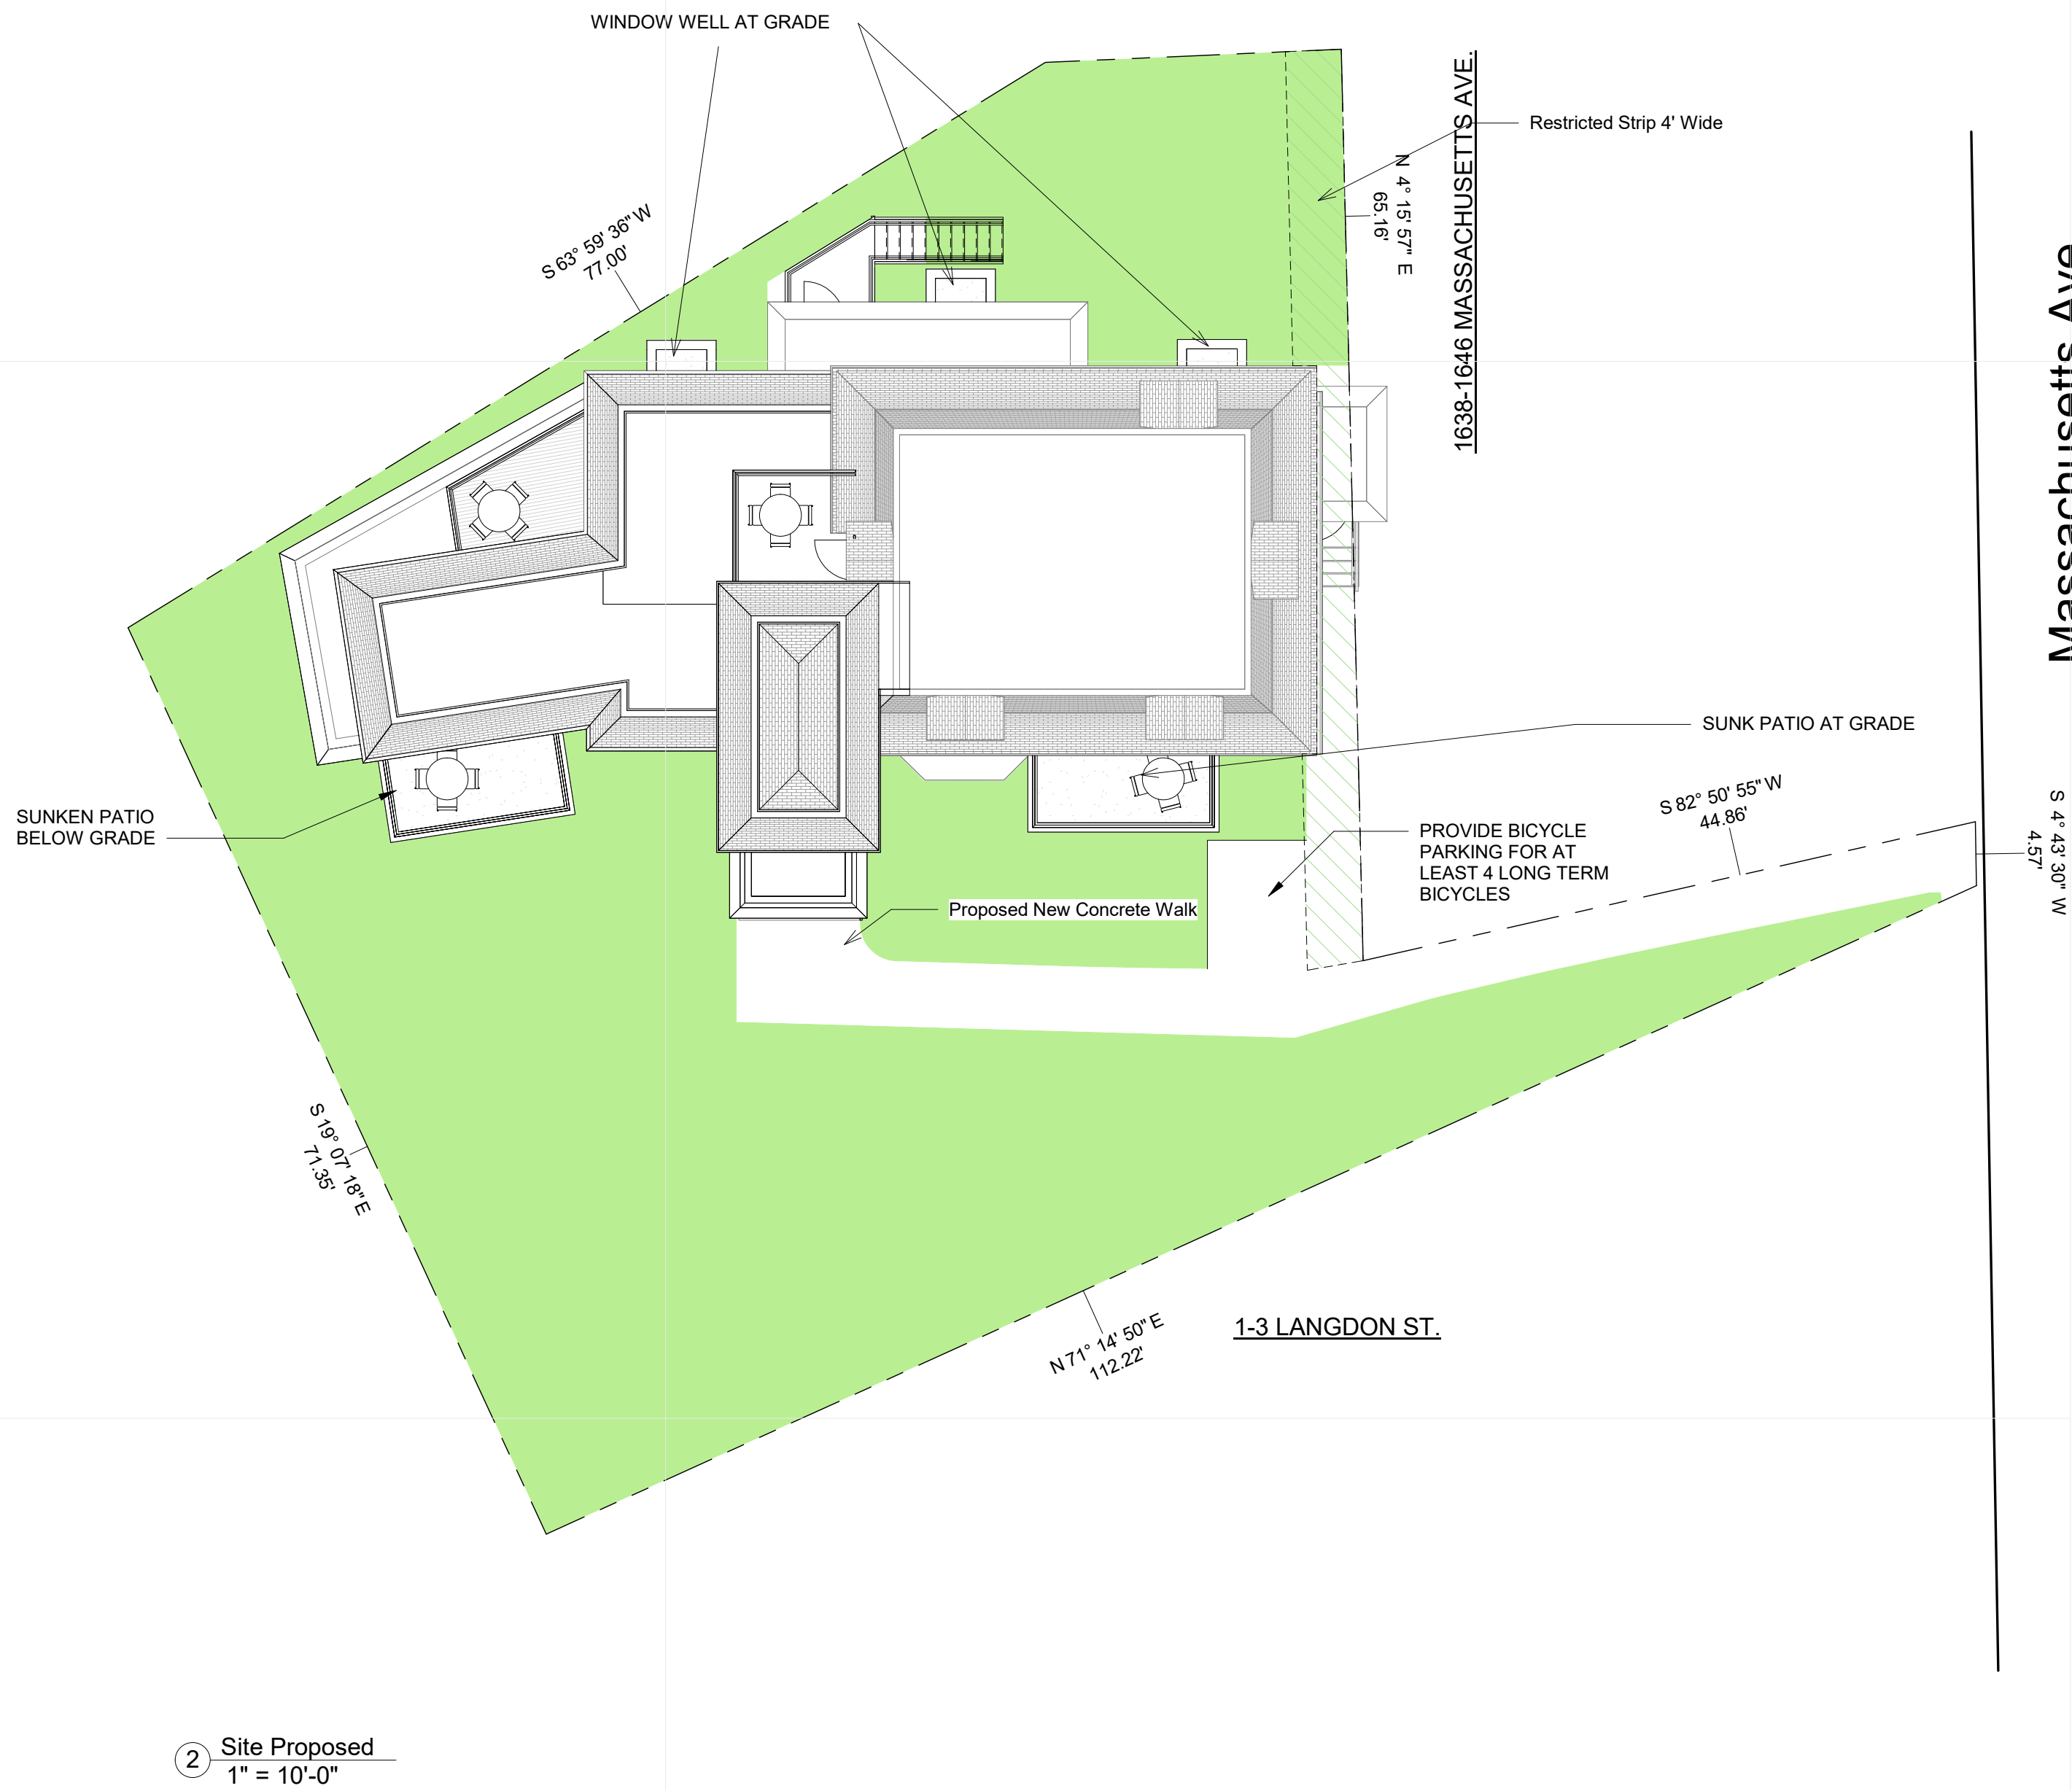 WINDOW WELL AT GRADE
1638-1646 MASSACHUSETTS AVE.
Restricted Strip 4' Wide
N 4° 15' 57" E
65.16'
S 63° 59' 36" W
77.00'
Massachusetts Ave
SUNK PATIO AT GRADE
S 82° 50' 55" W
44.86'
S 4° 43' 30" W
4.57'
SUNKEN PATIO
BELOW GRADE
PROVIDE BICYCLE
PARKING FOR AT
LEAST 4 LONG TERM
BICYCLES
Proposed New Concrete Walk
S 19° 07' 18" E
71.35'
N 71° 14' 50" E
112.22'
1-3 LANGDON ST.
2
Site Proposed
1" = 10'-0"